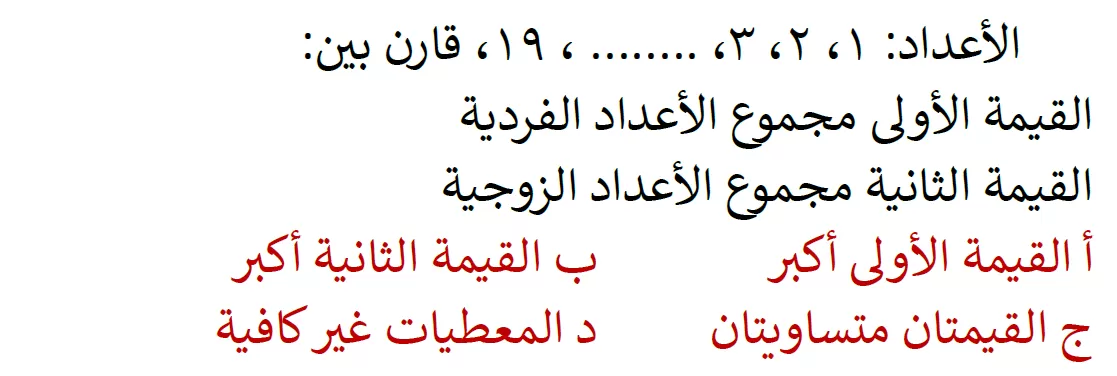 الأعداد: ١، ٢، ٣، ........ ، ١٩، قارن بين:
القيمة الأولى مجموع الأعداد الفردية
القيمة الثانية مجموع الأعداد الزوجية
أ القيمة الأولى أكبر ب القيمة الثانية أكبر
ج القيمتان متساويتان د المعطيات غير كافية